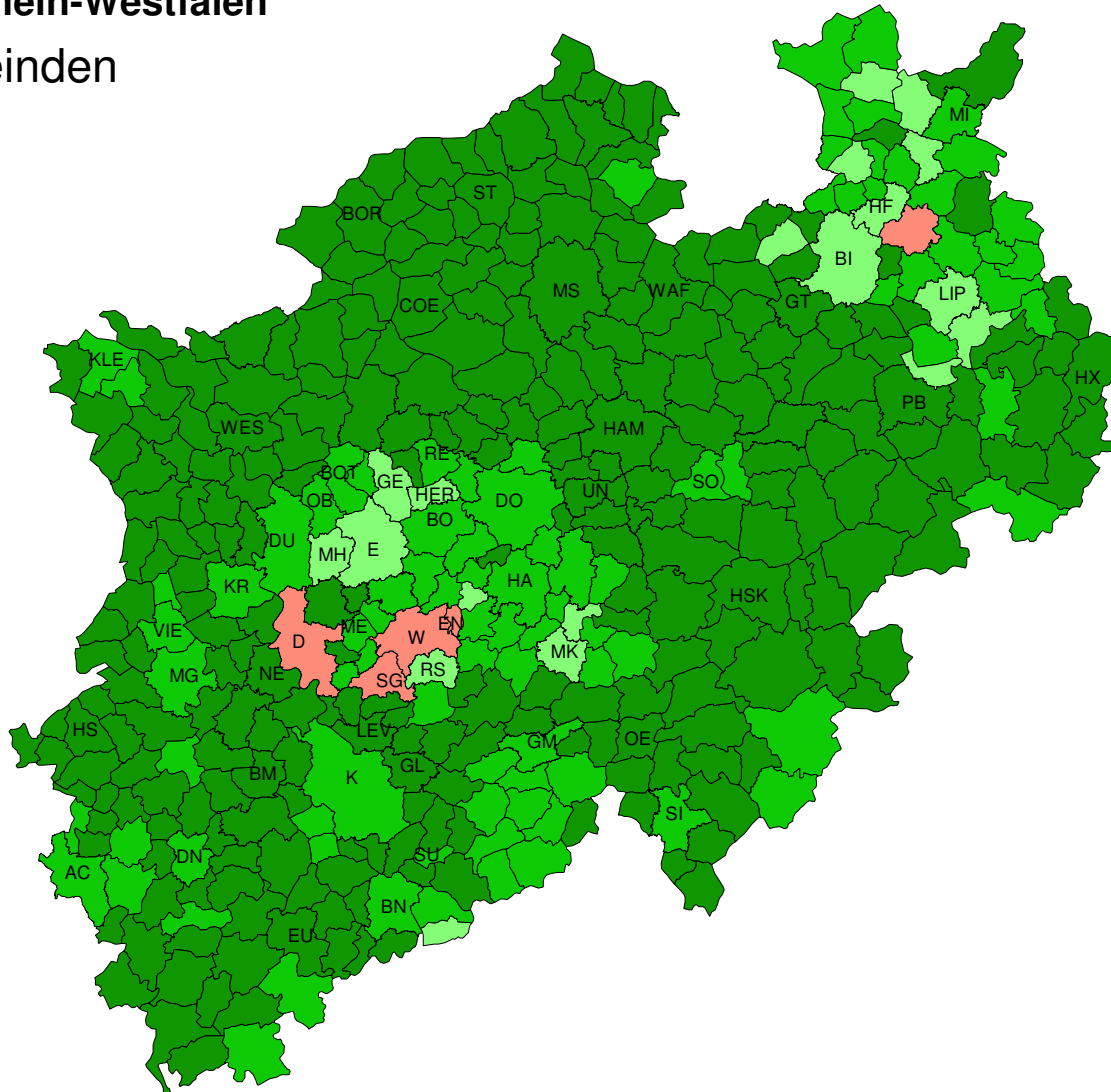 hein-Westfalen
einden
MI
ST
HF
BOR
BI
MS
WAF
LIP
COE
GT
KLE
HX
PB
WES
HAM
RE
BOT
GE
SO
HER
UN
OB
DO
BO
DU
E
MH
HA
KR
HSK
EN
VIE
ME
W
D
MK
RS
NE
SG
MG
HS
LEV
OE
GM
GL
BM
K
SI
SU
DN
AC
BN
EU